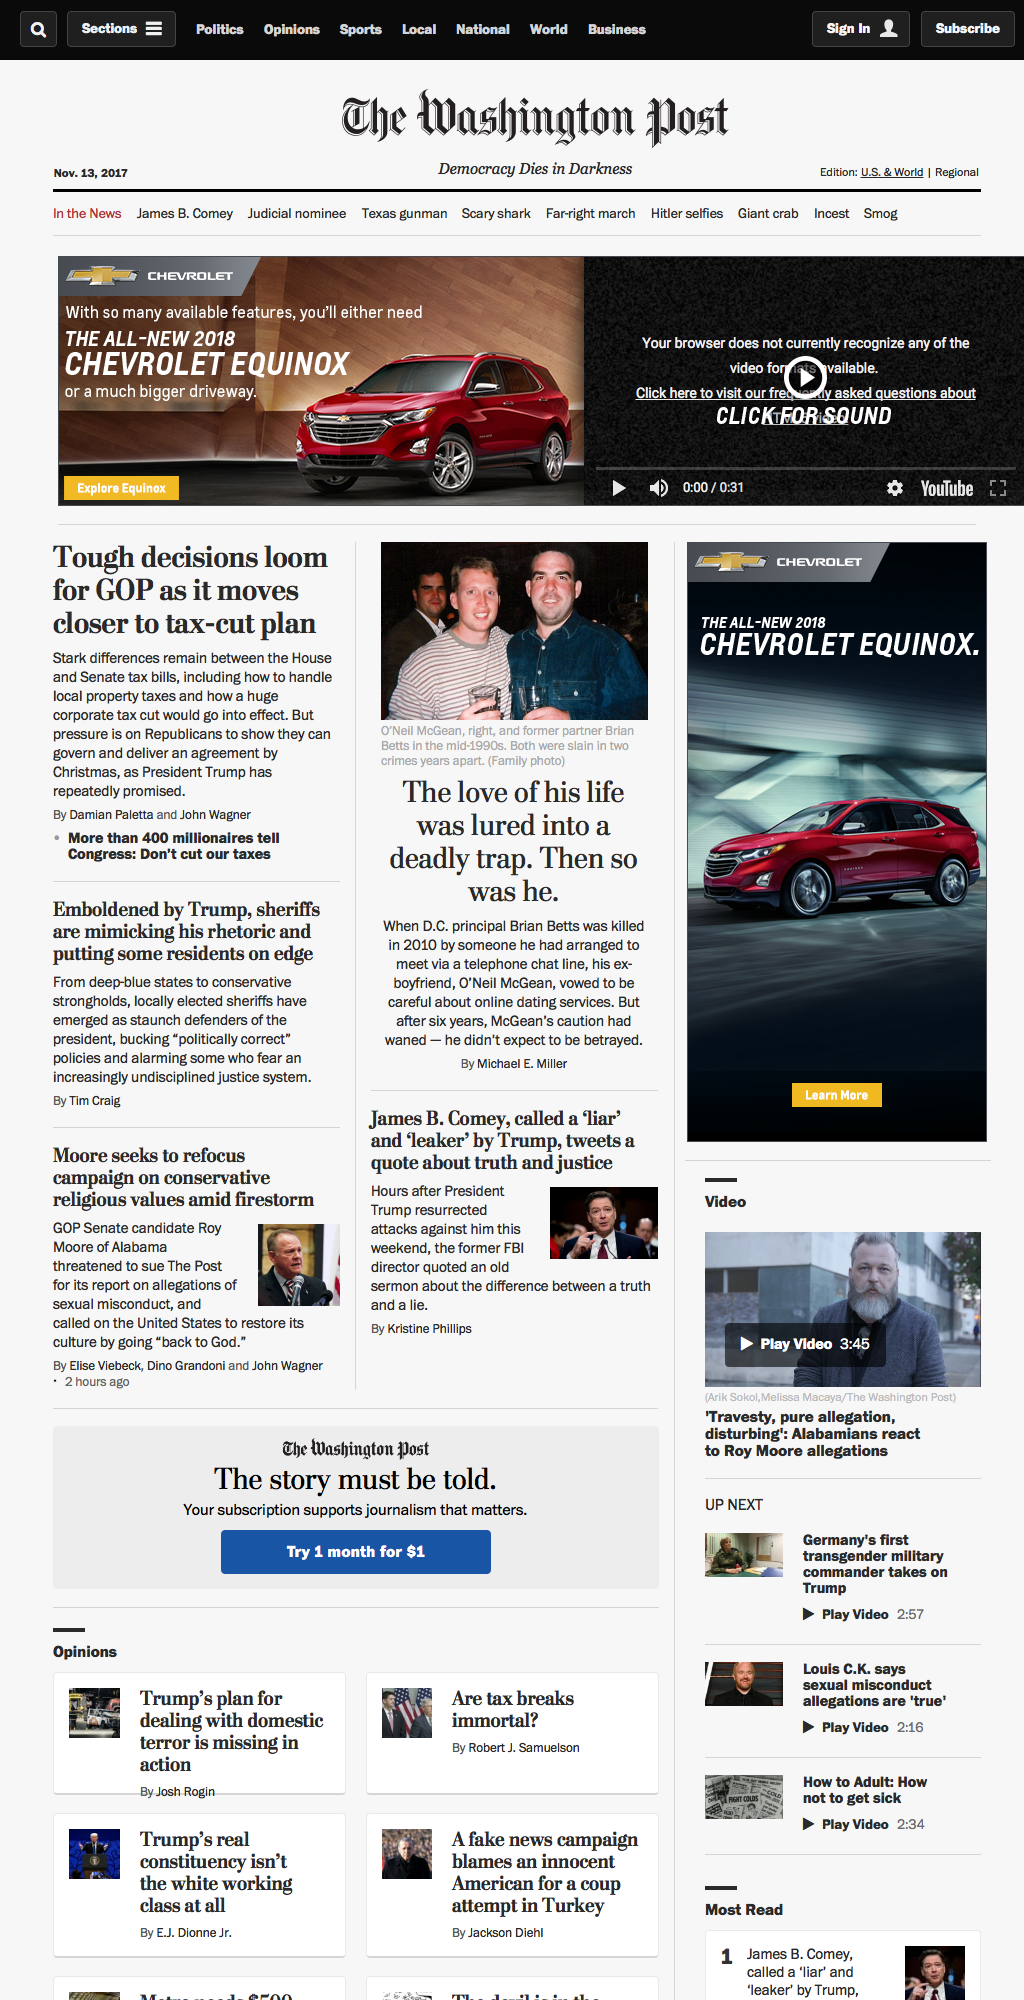 Sections
Politics Opinions Sports Local National World Business
Sign In
Subscribe
The Washington Post
Democracy Dies in Darkness
Nov. 13, 2017
Edition: U.S. & World | Regional
In the News James B. Comey Judicial nominee Texas gunman Scary shark Far-right march Hitler selfies Giant crab Incest Smog
CHEVROLET
With so many available features, you'll either need
THE ALL-NEW 2018
CHEVROLET EQUINOX
or a much bigger driveway.
Explore Equinox
Your browser does not currently recognize any of the
video formats available.
Click here to visit our frequently asked questions about
CLICK FOR SOUND
0:00 / 0:31
YouTube
Tough decisions loom
for GOP as it moves
closer to tax-cut plan
Stark differences remain between the House
and Senate tax bills, including how to handle
local property taxes and how a huge
corporate tax cut would go into effect. But
pressure is on Republicans to show they can
govern and deliver an agreement by
Christmas, as President Trump has
repeatedly promised.
By Damian Paletta and John Wagner
• More than 400 millionaires tell
Congress: Don't cut our taxes
Emboldened by Trump, sheriffs
are mimicking his rhetoric and
putting some residents on edge
From deep-blue states to conservative
strongholds, locally elected sheriffs have
emerged as staunch defenders of the
president, bucking “politically correct”
policies and alarming some who fear an
increasingly undisciplined justice system.
By Tim Craig
Moore seeks to refocus
campaign on conservative
religious values amid firestorm
GOP Senate candidate Roy
Moore of Alabama
threatened to sue The Post
for its report on allegations of
sexual misconduct, and
called on the United States to restore its
culture by going “back to God.”
By Elise Viebeck, Dino Grandoni and John Wagner
• 2 hours ago
O'Neil McGean, right, and former partner Brian
Betts in the mid-1990s. Both were slain in two
crimes years apart. (Family photo)
The love of his life
was lured into a
deadly trap. Then so
was he.
When D.C. principal Brian Betts was killed
in 2010 by someone he had arranged to
meet via a telephone chat line, his ex-
boyfriend, O'Neil McGean, vowed to be
careful about online dating services. But
after six years, McGean's caution had
waned — he didn't expect to be betrayed.
By Michael E. Miller
James B. Comey, called a ‘liar’
and ‘leaker’ by Trump, tweets a
quote about truth and justice
Hours after President
Trump resurrected
attacks against him this
weekend, the former FBI
director quoted an old
sermon about the difference between a truth
and a lie.
By Kristine Phillips
CHEVROLET
THE ALL-NEW 2018
CHEVROLET EQUINOX.
Learn More
Video
Play Video 3:45
(Arik Sokol,Melissa Macaya/The Washington Post)
'Travesty, pure allegation,
disturbing': Alabamians react
to Roy Moore allegations
UP NEXT
Germany's first
transgender military
commander takes on
Trump
Play Video 2:57
Louis C.K. says
sexual misconduct
allegations are 'true'
Play Video 2:16
FIGHT COLDS
How to Adult: How
not to get sick
Play Video 2:34
Most Read
1 James B. Comey,
called a ‘liar’ and
‘leaker’ by Trump,
The Washington Post
The story must be told.
Your subscription supports journalism that matters.
Try 1 month for $1
Opinions
Trump's plan for
dealing with domestic
terror is missing in
action
By Josh Rogin
Are tax breaks
immortal?
By Robert J. Samuelson
Trump's real
constituency isn't
the white working
class at all
By E.J. Dionne Jr.
A fake news campaign
blames an innocent
American for a coup
attempt in Turkey
By Jackson Diehl
Metro needs $500
The devil is in the